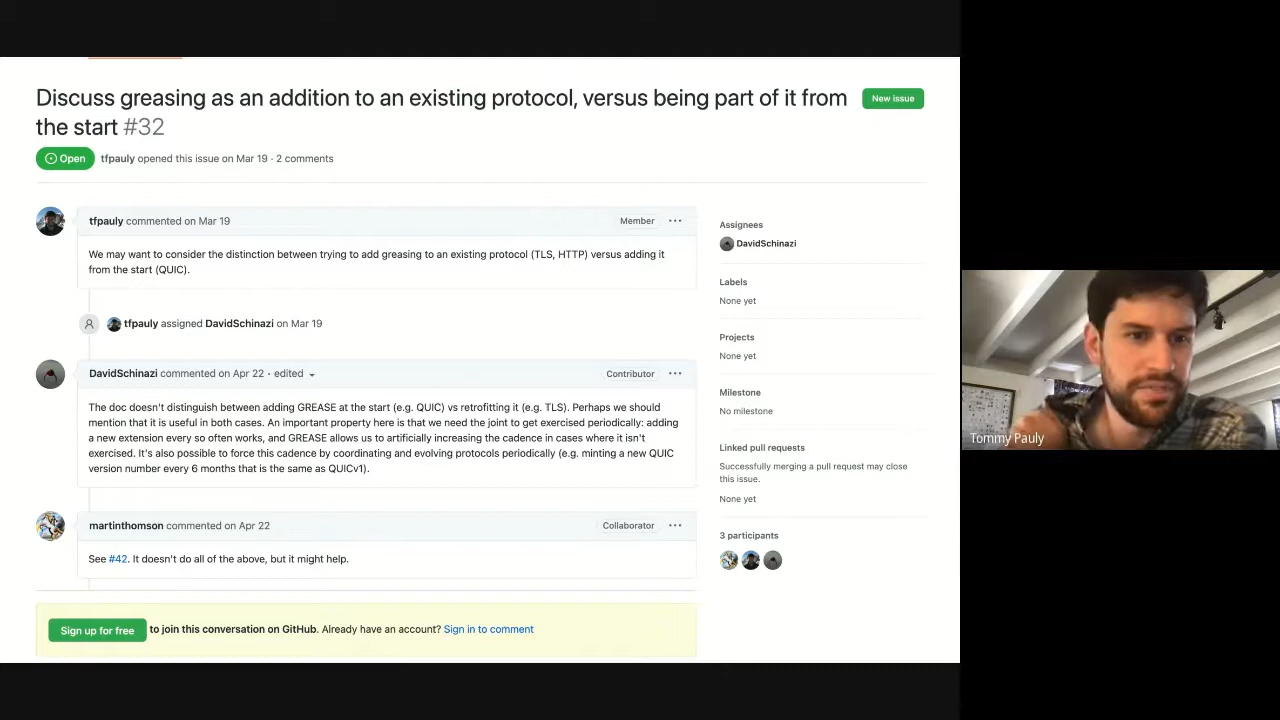 Discuss greasing as an addition to an existing protocol, versus being part of it from
the start #32
New issue
Open
tfpauly opened this issue on Mar 19 · 2 comments
tfpauly commented on Mar 19
Member
We may want to consider the distinction between trying to add greasing to an existing protocol (TLS, HTTP) versus adding it
from the start (QUIC).
tfpauly assigned DavidSchinazi on Mar 19
DavidSchinazi commented on Apr 22 · edited
Contributor
The doc doesn't distinguish between adding GREASE at the start (e.g. QUIC) vs retrofitting it (e.g. TLS). Perhaps we should
mention that it is useful in both cases. An important property here is that we need the joint to get exercised periodically: adding
a new extension every so often works, and GREASE allows us to artificially increasing the cadence in cases where it isn't
exercised. It's also possible to force this cadence by coordinating and evolving protocols periodically (e.g. minting a new QUIC
version number every 6 months that is the same as QUICv1).
martinthomson commented on Apr 22
Collaborator
See #42. It doesn't do all of the above, but it might help.
Sign up for free to join this conversation on GitHub. Already have an account? Sign in to comment
Assignees
DavidSchinazi
Labels
None yet
Projects
None yet
Milestone
No milestone
Linked pull requests
Successfully merging a pull request may close
this issue.
None yet
3 participants
Tommy Pauly